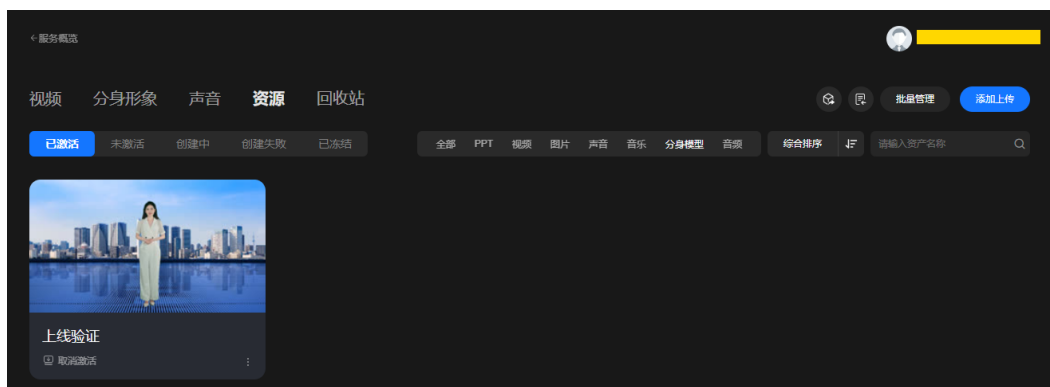 ←服务概览
视频 分身形象 声音 资源 回收站 批量管理 添加上传
已激活 未激活 创建中 创建失败 已冻结 全部 PPT 视频 图片 声音 音乐 分身模型 音频 综合排序 请输入资产名称
上线验证
取消激活